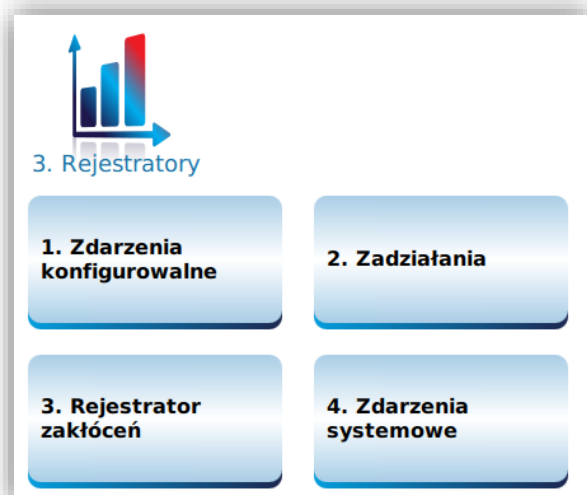 3. Rejestratory
1. Zdarzenia
konfigurowalne
2. Zadziałania
3. Rejestrator
zakłóceń
4. Zdarzenia
systemowe